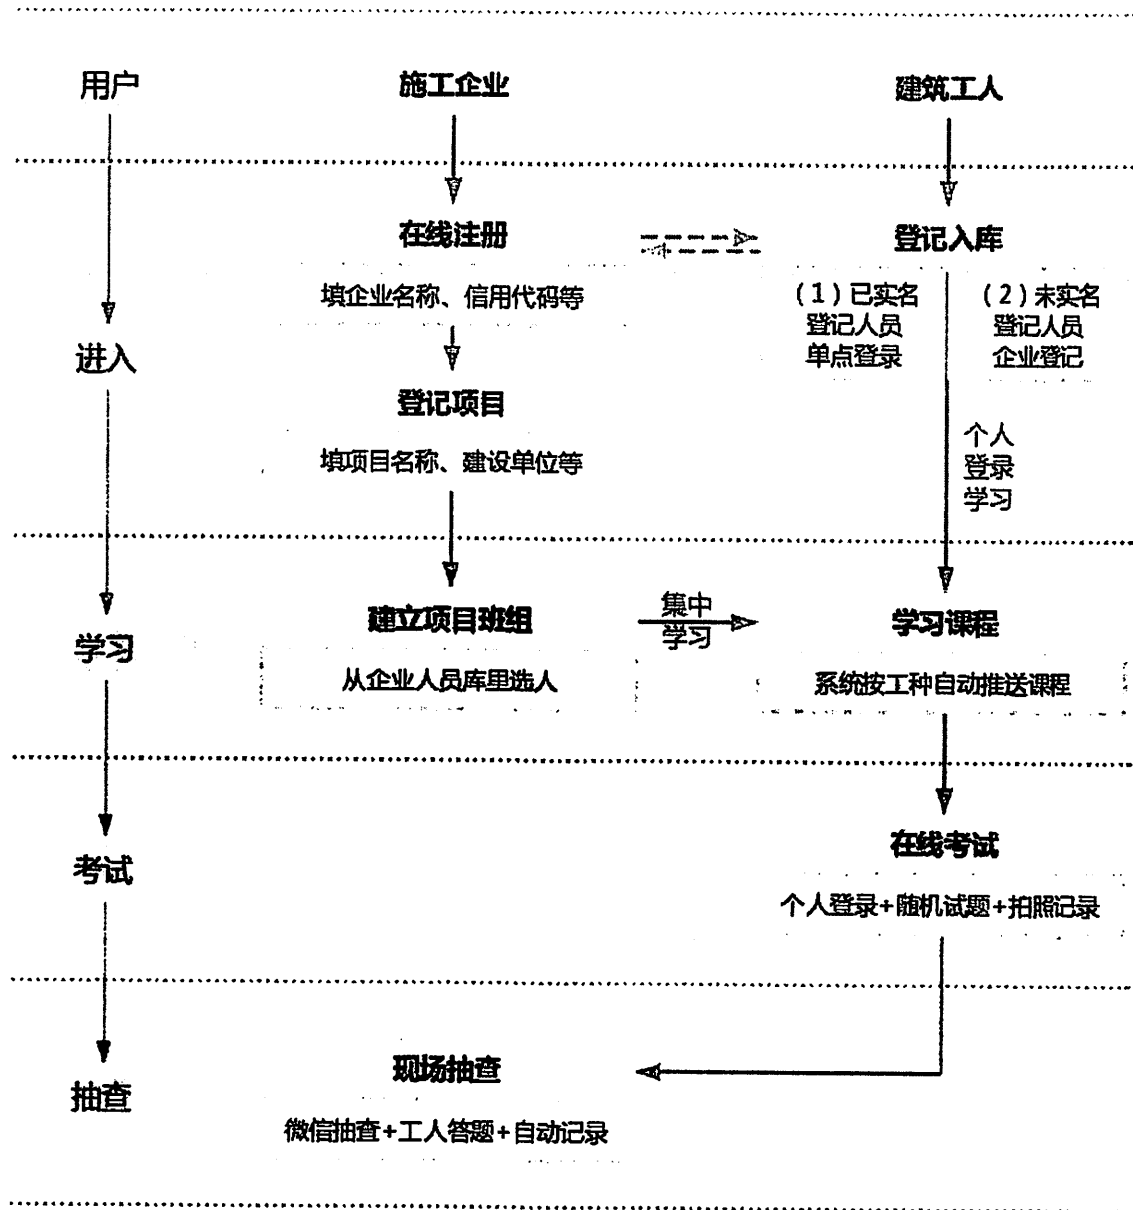 用户
施工企业
建筑工人
在线注册
登记入库
填企业名称、信用代码等
(1)已实名
登记人员
单点登录
(2)未实名
登记人员
企业登记
进入
登记项目
填项目名称、建设单位等
个人
登录
学习
学习
建立项目班组
集中
学习
学习课程
从企业人员库里选人
系统按工种自动推送课程
考试
在线考试
个人登录+随机试题+拍照记录
抽查
现场抽查
微信抽查+工人答题+自动记录